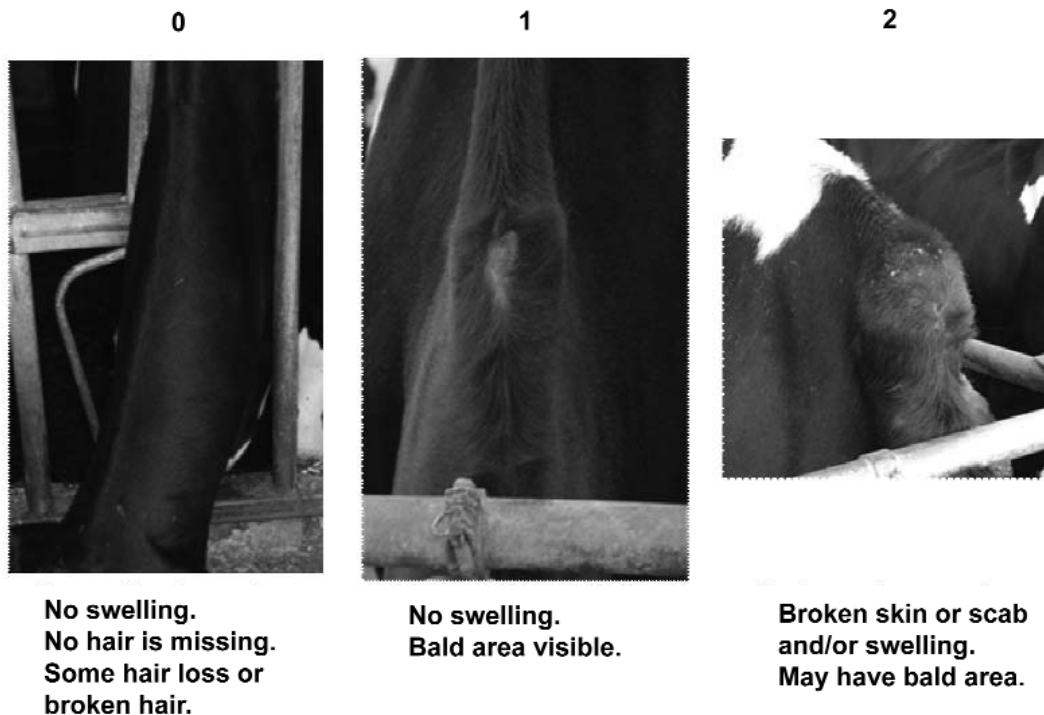 0
1
2
No swelling.
No hair is missing.
Some hair loss or
broken hair.
No swelling.
Bald area visible.
Broken skin or scab
and/or swelling.
May have bald area.